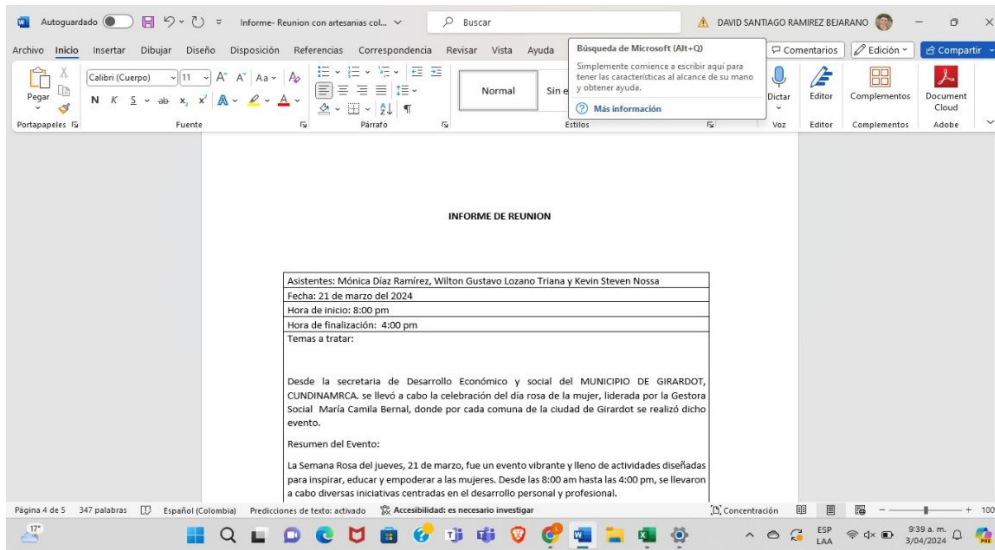 Autoguardado
Informe- Reunion con artesanias col...
Buscar
DAVID SANTIAGO RAMIREZ BEJARANO
Archivo Inicio Insertar Dibujar Diseño Disposición Referencias Correspondencia Revisar Vista Ayuda
Comentarios Edición Compartir
Búsqueda de Microsoft (Alt+Q)
Simplemente comience a escribir aquí para
tener las características al alcance de su mano
y obtener ayuda.
Más información
Pegar
Calibri (Cuerpo) 11
N K S ab x, x'
Normal
Sin e
Dictar
Editor
Complementos
Document
Cloud
Portapapeles Fuente Párrafo Estilos Voz Editor Complementos Adobe
INFORME DE REUNION
Asistentes: Mónica Díaz Ramírez, Wilton Gustavo Lozano Triana y Kevin Steven Nossa
Fecha: 21 de marzo del 2024
Hora de inicio: 8:00 pm
Hora de finalización: 4:00 pm
Temas a tratar:
Desde la secretaria de Desarrollo Económico y social del MUNICIPIO DE GIRARDOT,
CUNDINAMRCA. se llevó a cabo la celebración del día rosa de la mujer, liderada por la Gestora
Social María Camila Bernal, donde por cada comuna de la ciudad de Girardot se realizó dicho
evento.
Resumen del Evento:
La Semana Rosa del jueves, 21 de marzo, fue un evento vibrante y lleno de actividades diseñadas
para inspirar, educar y empoderar a las mujeres. Desde las 8:00 am hasta las 4:00 pm, se llevaron
a cabo diversas iniciativas centradas en el desarrollo personal y profesional.
Página 4 de 5 347 palabras Español (Colombia) Predicciones de texto: activado Accesibilidad: es necesario investigar
Concentración
100
17°
ESP
LAA
9:39 a. m.
3/04/2024